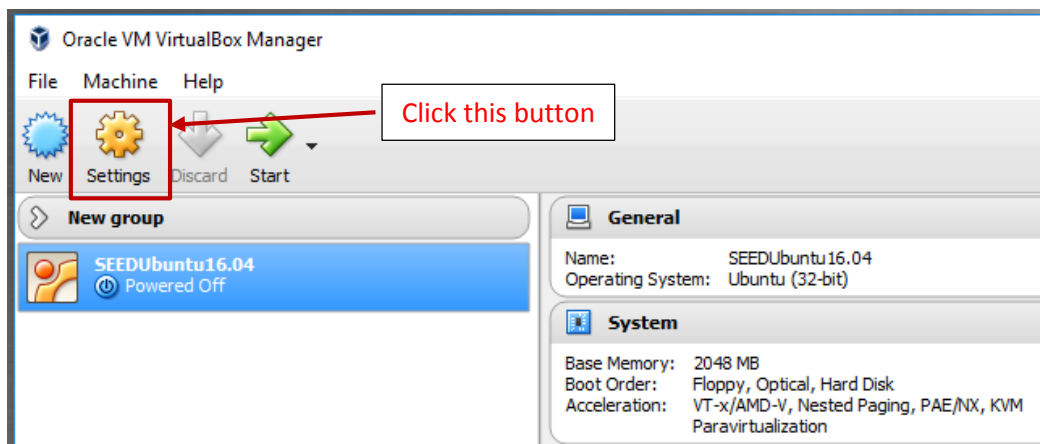 Oracle VM VirtualBox Manager
File Machine Help
Click this button
New Settings Discard Start
New group
SEEDUbuntu16.04
Powered Off
General
Name: SEEDUbuntu16.04
Operating System: Ubuntu (32-bit)
System
Base Memory: 2048 MB
Boot Order: Floppy, Optical, Hard Disk
Acceleration: VT-x/AMD-V, Nested Paging, PAE/NX, KVM
Paravirtualization